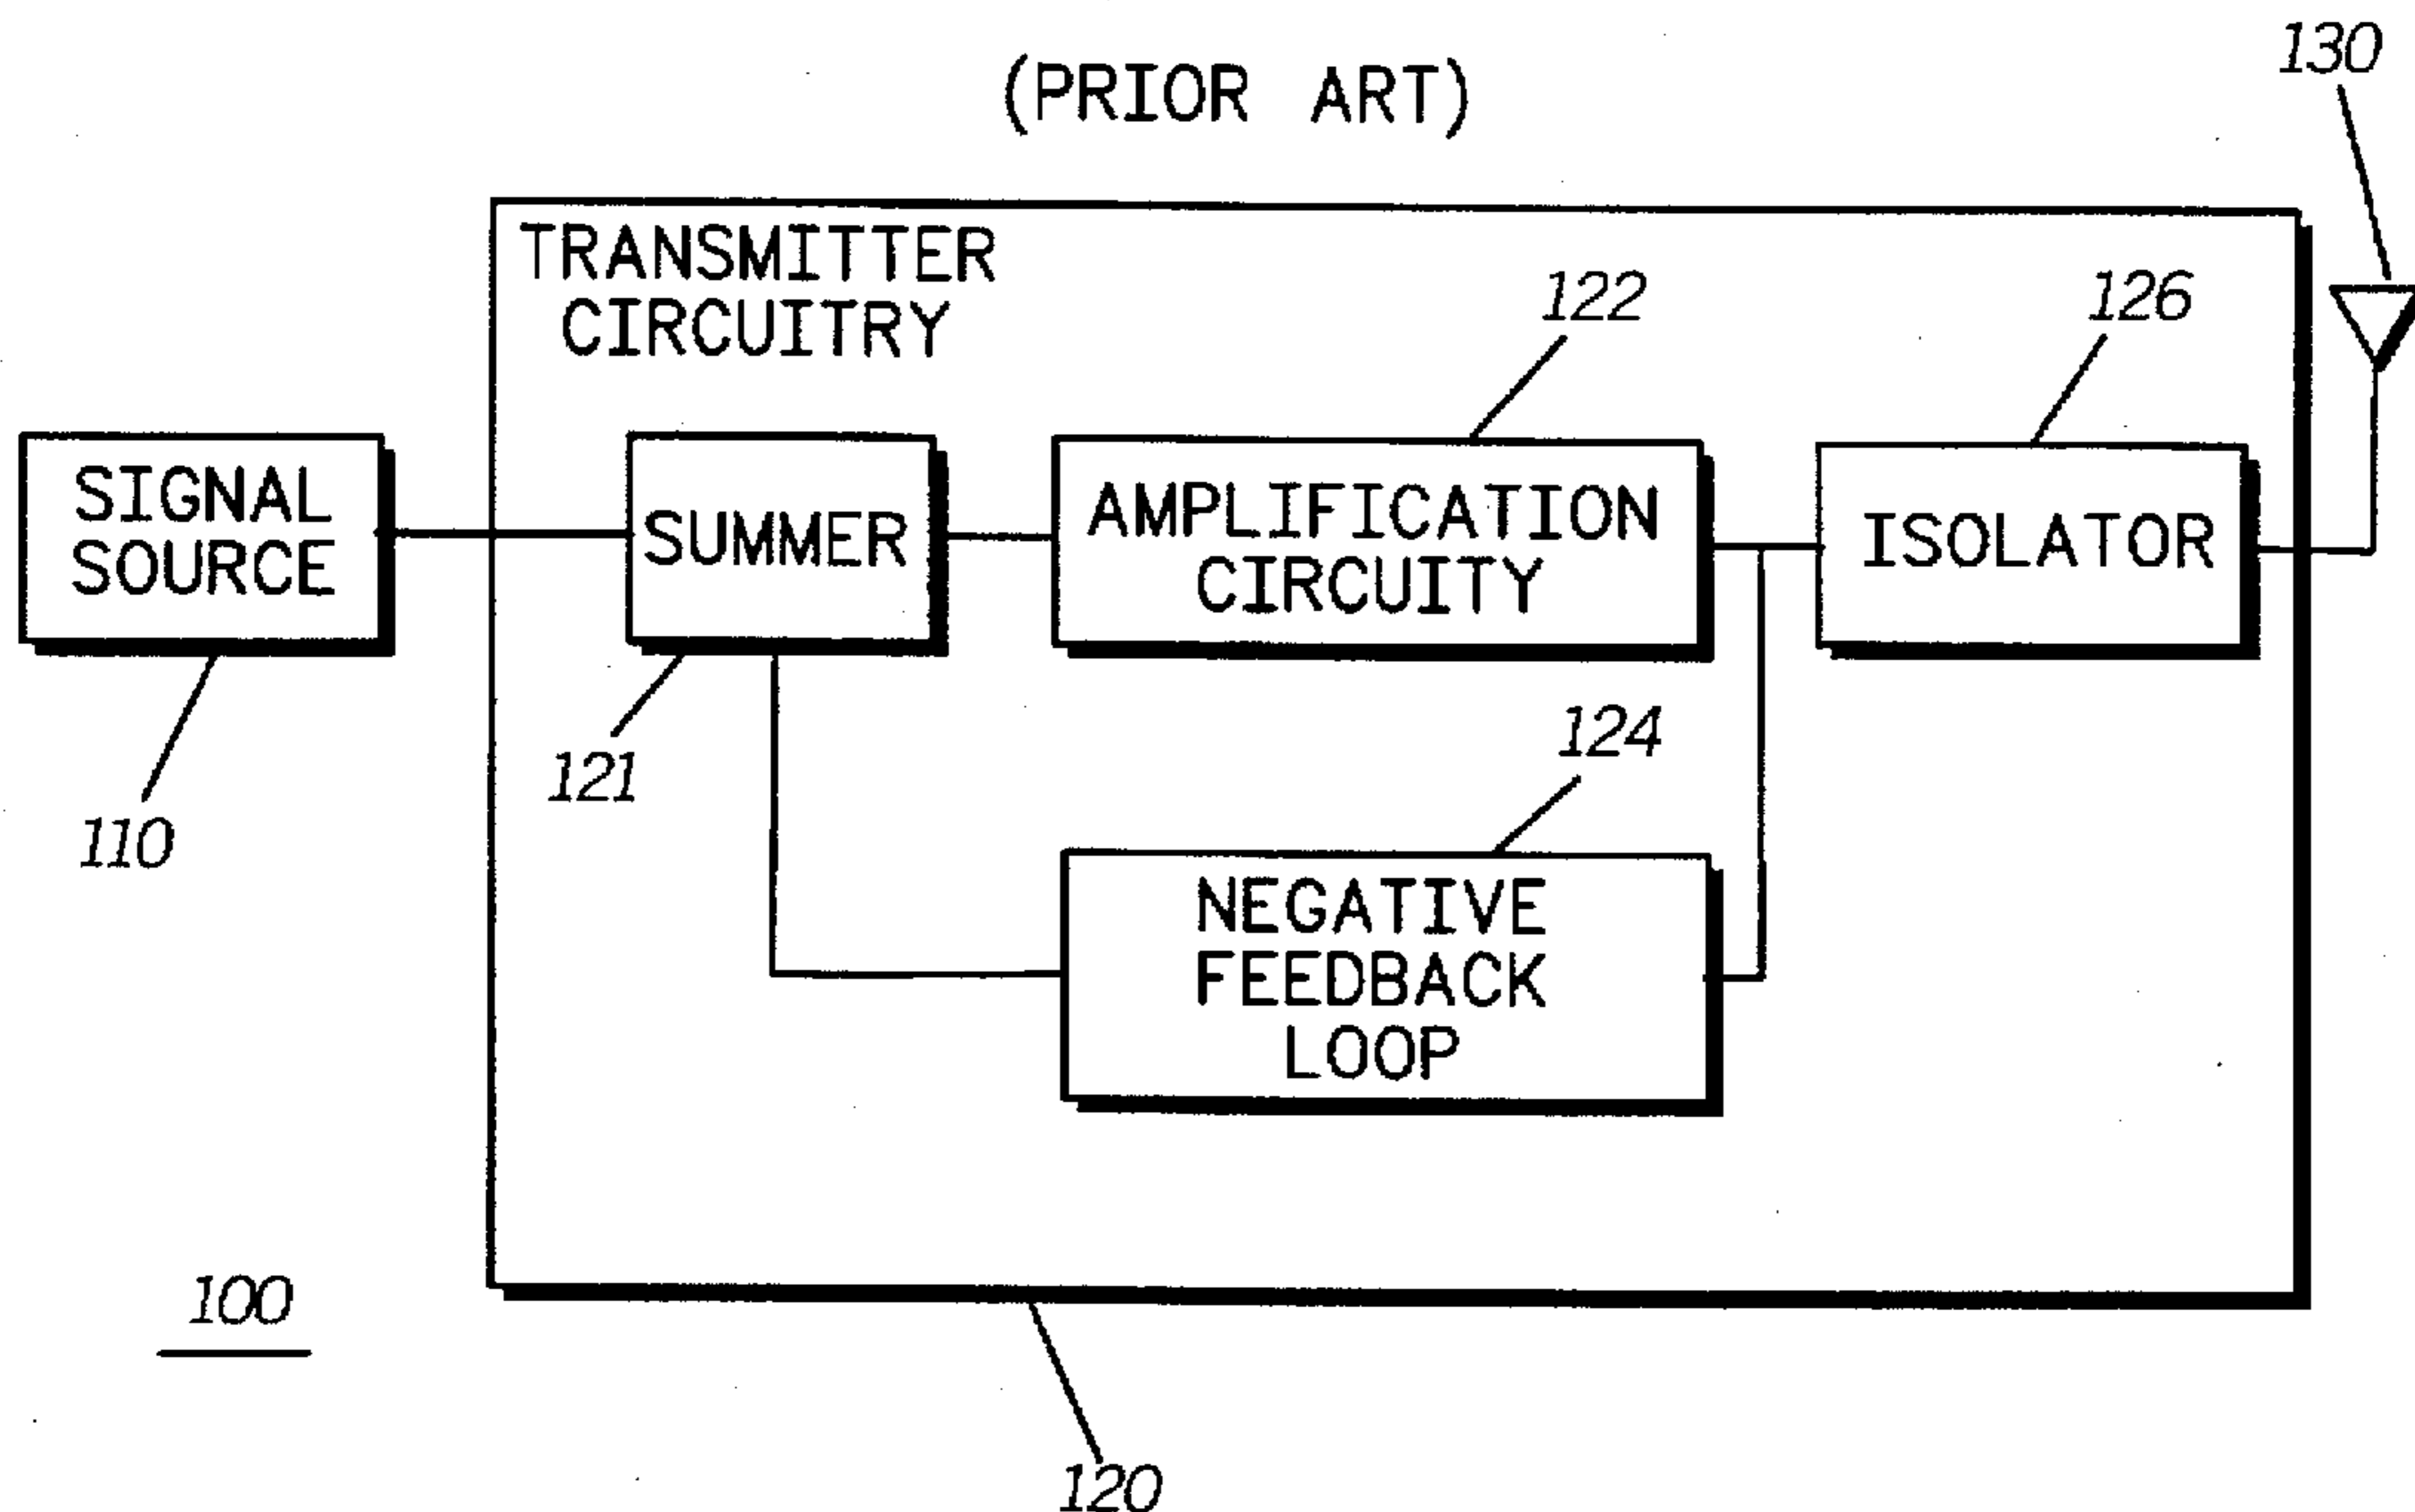 130
(PRIOR ART)
TRANSMITTER
CIRCUITRY
122
126
SIGNAL
SOURCE
SUMMER
AMPLIFICATION
CIRCUITY
ISOLATOR
121
124
110
NEGATIVE
FEEDBACK
LOOP
100
120